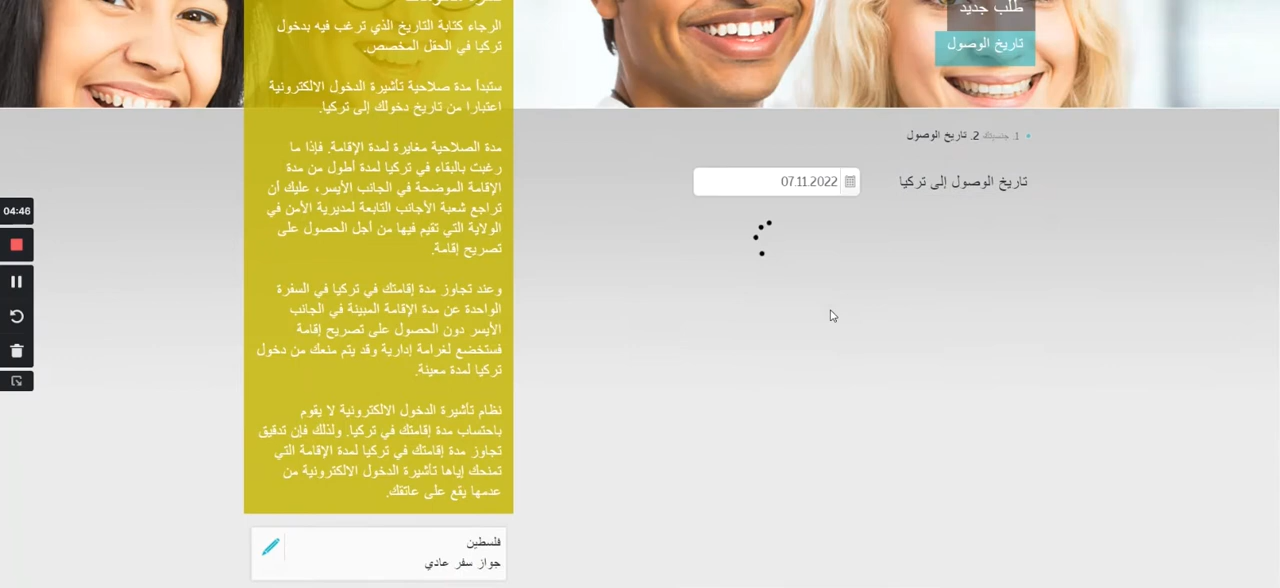 طلب جديد
تاريخ الوصول
1. جنسيتك 2. تاريخ الوصول
تاريخ الوصول إلى تركيا
07.11.2022
الرجاء كتابة التاريخ الذي ترغب فيه بدخول
تركيا في الحقل المخصص.
ستبدأ مدة صلاحية تأشيرة الدخول الالكترونية
اعتبارا من تاريخ دخولك إلى تركيا.
مدة الصلاحية مغايرة لمدة الإقامة. فإذا ما
رغبت بالبقاء في تركيا لمدة أطول من مدة
الإقامة الموضحة في الجانب الأيسر، عليك أن
تراجع شعبة الأجانب التابعة لمديرية الأمن في
الولاية التي تقيم فيها من أجل الحصول على
تصريح إقامة.
وعند تجاوز مدة إقامتك في تركيا في السفرة
الواحدة عن مدة الإقامة المبينة في الجانب
الأيسر دون الحصول على تصريح إقامة
فستخضع لغرامة إدارية وقد يتم منعك من دخول
تركيا لمدة معينة.
نظام تأشيرة الدخول الالكترونية لا يقوم
باحتساب مدة إقامتك في تركيا. ولذلك فإن تدقيق
تجاوز مدة إقامتك في تركيا لمدة الإقامة التي
تمنحك إياها تأشيرة الدخول الالكترونية من
عدمها يقع على عاتقك.
فلسطين
جواز سفر عادي
04:46